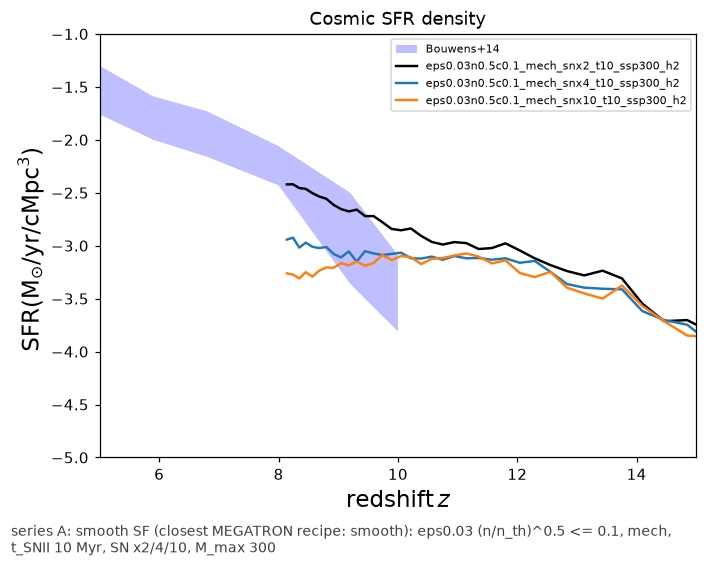 Cosmic SFR density
Bouwens+14
eps0.03n0.5c0.1_mech_snx2_t10_ssp300_h2
eps0.03n0.5c0.1_mech_snx4_t10_ssp300_h2
eps0.03n0.5c0.1_mech_snx10_t10_ssp300_h2
SFR(M⊙/yr/cMpc³)
−1.0
−1.5
−2.0
−2.5
−3.0
−3.5
−4.0
−4.5
−5.0
6 8 10 12 14
redshift z
series A: smooth SF (closest MEGATRON recipe: smooth): eps0.03 (n/n_th)^0.5 <= 0.1, mech,
t_SNII 10 Myr, SN x2/4/10, M_max 300